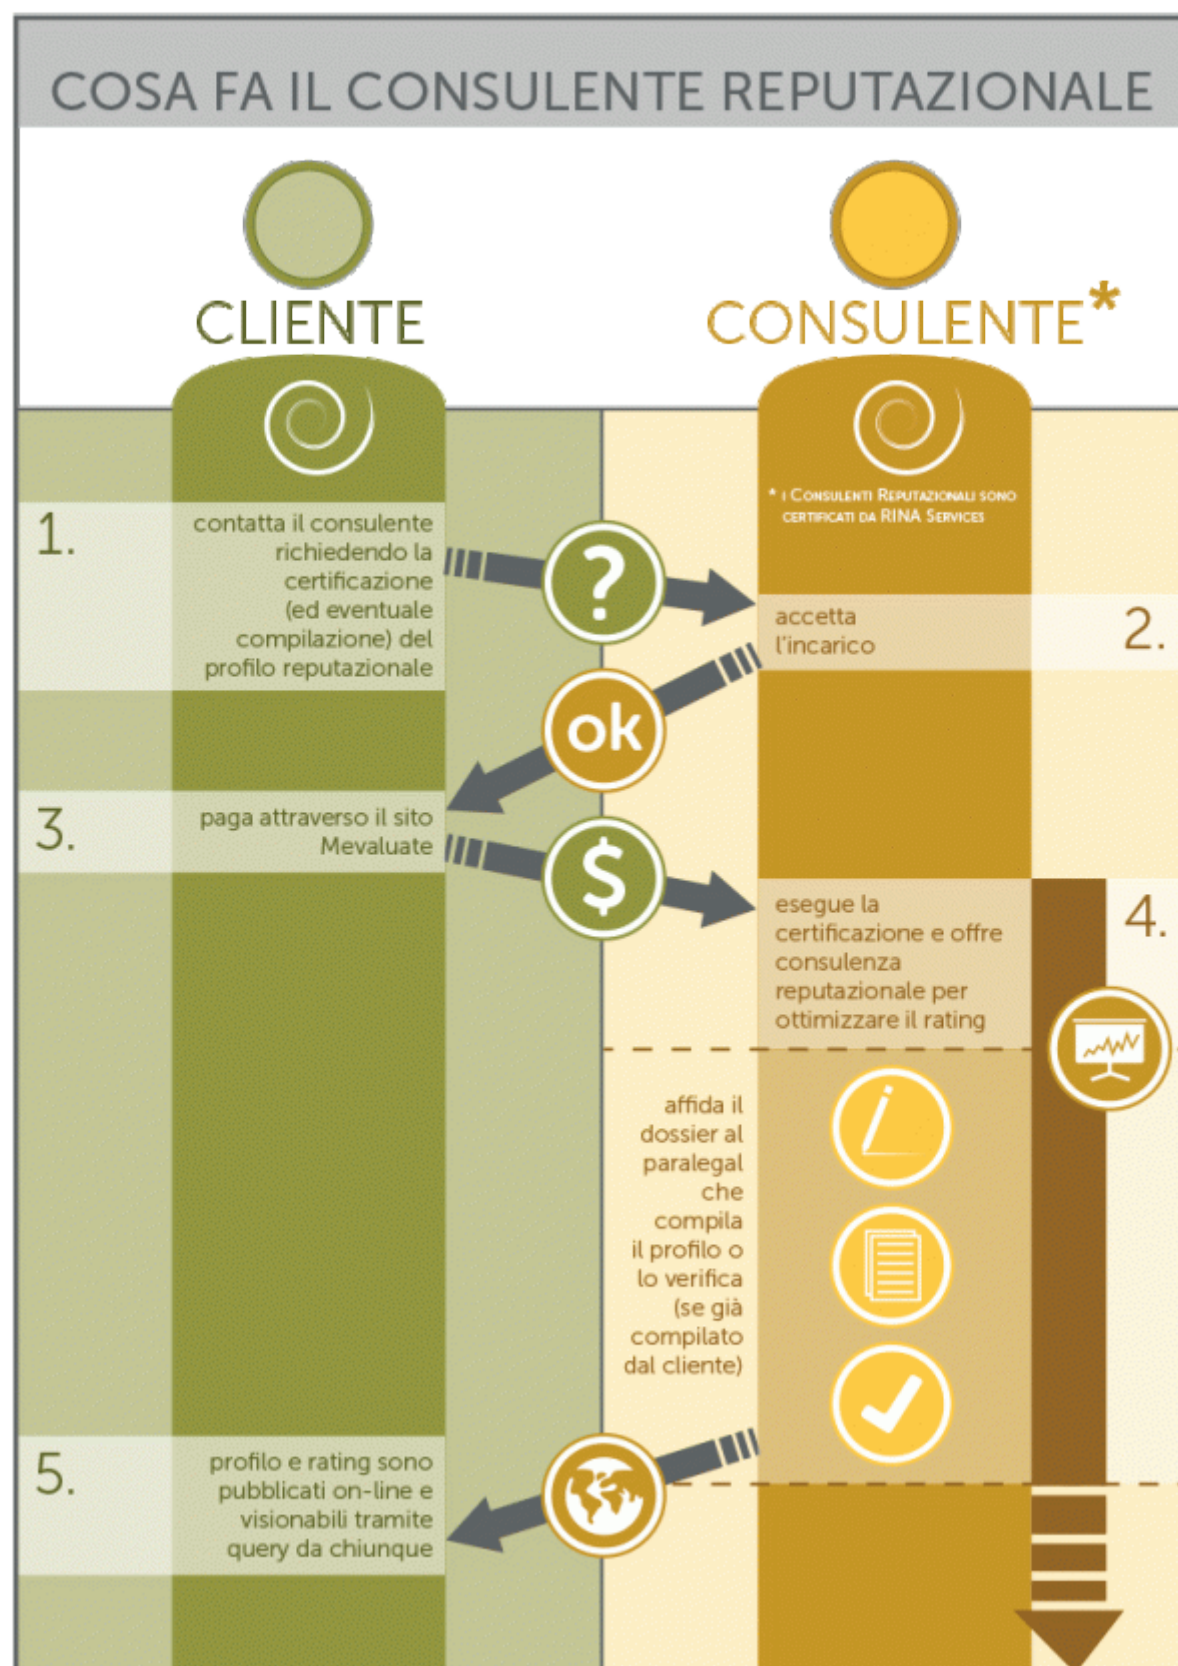 COSA FA IL CONSULENTE REPUTAZIONALE
CLIENTE
CONSULENTE*
* I CONSULENTI REPUTAZIONALI SONO
CERTIFICATI DA RINA SERVICES
1.
contatta il consulente
richiedendo la
certificazione
(ed eventuale
compilazione) del
profilo reputazionale
?
accetta
l'incarico
2.
ok
3.
paga attraverso il sito
Mevaluate
$
esegue la
certificazione e offre
consulenza
reputazionale per
ottimizzare il rating
4.
affida il
dossier al
paralegal
che
compila
il profilo o
lo verifica
(se già
compilato
dal cliente)
5.
profilo e rating sono
pubblicati on-line e
visionabili tramite
query da chiunque